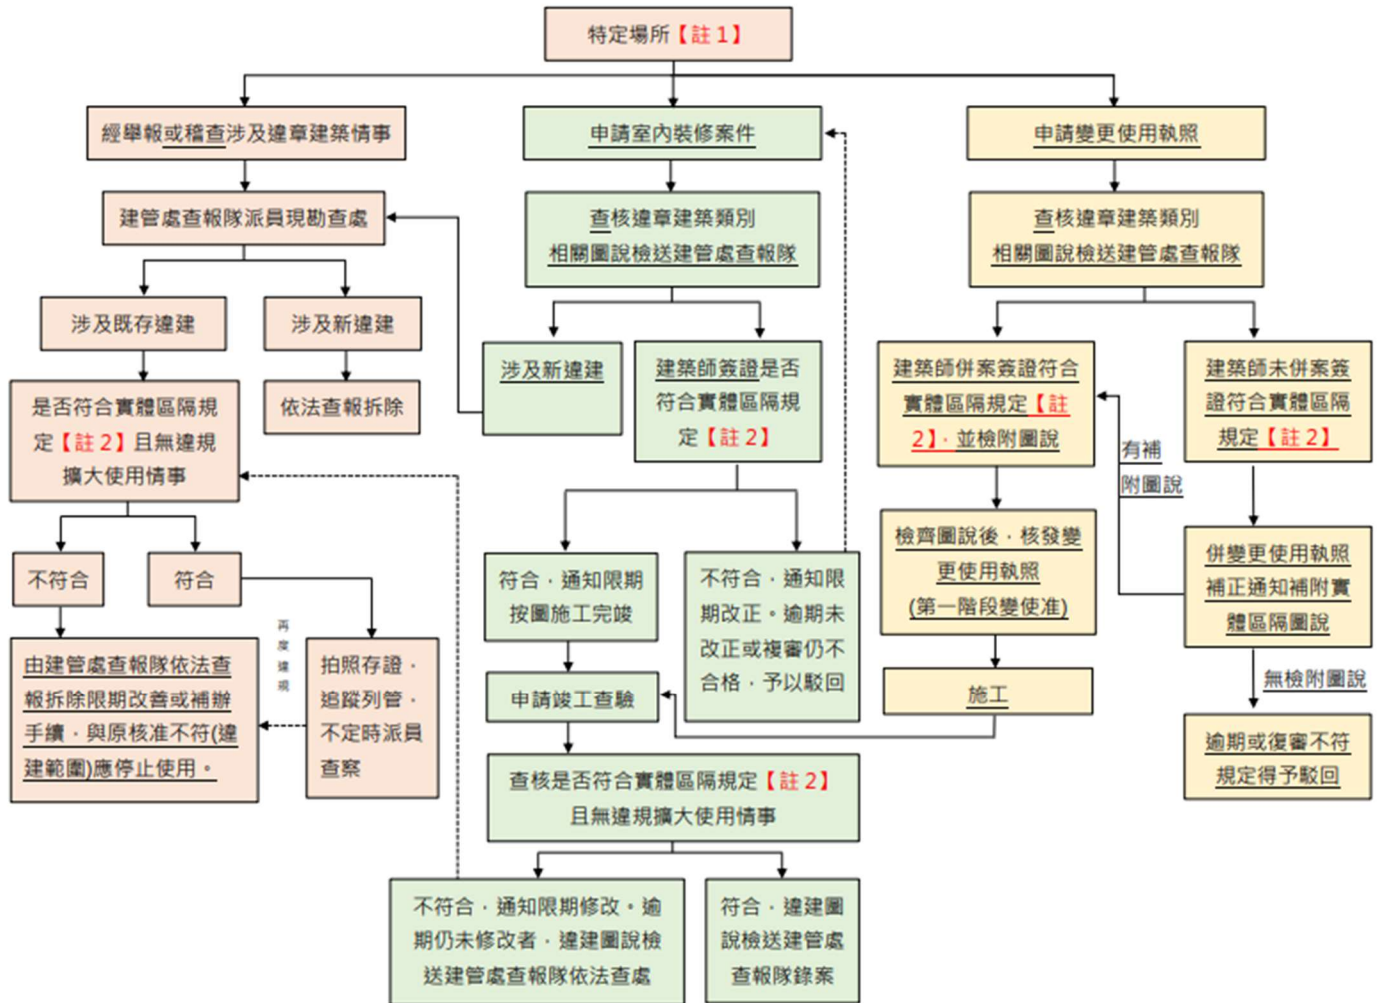 特定場所【註1】
經舉報或稽查涉及違章建築情事
建管處查報隊派員現勘查處
涉及既存違建
涉及新違建
是否符合實體區隔規
定【註2】且無違規
擴大使用情事
依法查報拆除
不符合
符合
再
度
違
規
由建管處查報隊依法查
報拆除限期改善或補辦
手續，與原核准不符(違
建範圍)應停止使用。
拍照存證，
追蹤列管，
不定時派員
查察
申請室內裝修案件
查核違章建築類別
相關圖說檢送建管處查報隊
涉及新違建
建築師簽證是否
符合實體區隔規
定【註2】
符合，通知限期
按圖施工完竣
不符合，通知限
期改正。逾期未
改正或複審仍不
合格，予以駁回
申請竣工查驗
查核是否符合實體區隔規定【註2】
且無違規擴大使用情事
不符合，通知限期修改。逾
期仍未修改者，違建圖說檢
送建管處查報隊依法查處
符合，違建圖
說檢送建管處
查報隊錄案
申請變更使用執照
查核違章建築類別
相關圖說檢送建管處查報隊
建築師併案簽證符合
實體區隔規定【註
2】，並檢附圖說
建築師未併案簽
證符合實體區隔
規定【註2】
有補
附圖說
檢齊圖說後，核發變
更使用執照
(第一階段變使准)
併變更使用執照
補正通知補附實
體區隔圖說
施工
無檢附圖說
逾期或復審不符
規定得予駁回